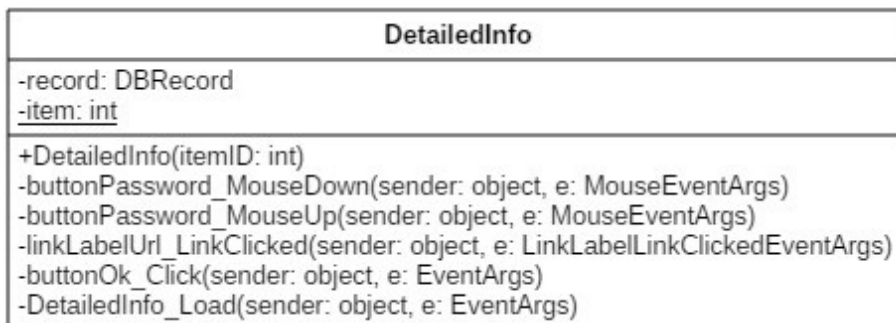 DetailedInfo
-record: DBRecord
-item: int
+DetailedInfo(itemID: int)
-buttonPassword_MouseDown(sender: object, e: MouseEventArgs)
-buttonPassword_MouseUp(sender: object, e: MouseEventArgs)
-linkLabelUrl_LinkClicked(sender: object, e: LinkLabelLinkClickedEventArgs)
-buttonOk_Click(sender: object, e: EventArgs)
-DetailedInfo_Load(sender: object, e: EventArgs)